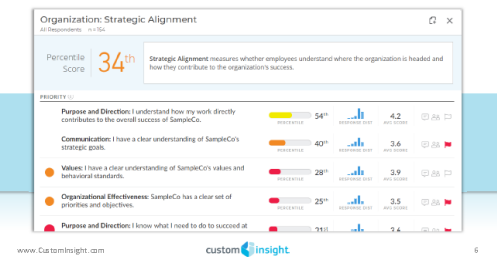 Organization: Strategic Alignment
All Respondents n=164
Percentile
Score
34th
Strategic Alignment measures whether employees understand where the organization is headed and
how they contribute to the organization's success.
PRIORITY
Purpose and Direction: I understand how my work directly
contributes to the overall success of SampleCo.
54th
4.2
PERCENTILE RESPONSE DIST AVG SCORE
Communication: I have a clear understanding of SampleCo's
strategic goals.
40th
3.6
PERCENTILE RESPONSE DIST AVG SCORE
Values: I have a clear understanding of SampleCo's values and
behavioral standards.
28th
3.9
PERCENTILE RESPONSE DIST AVG SCORE
Organizational Effectiveness: SampleCo has a clear set of
priorities and objectives.
25th
3.5
PERCENTILE RESPONSE DIST AVG SCORE
Purpose and Direction: I know what I need to do to succeed at
www.CustomInsight.com
custom insight
6